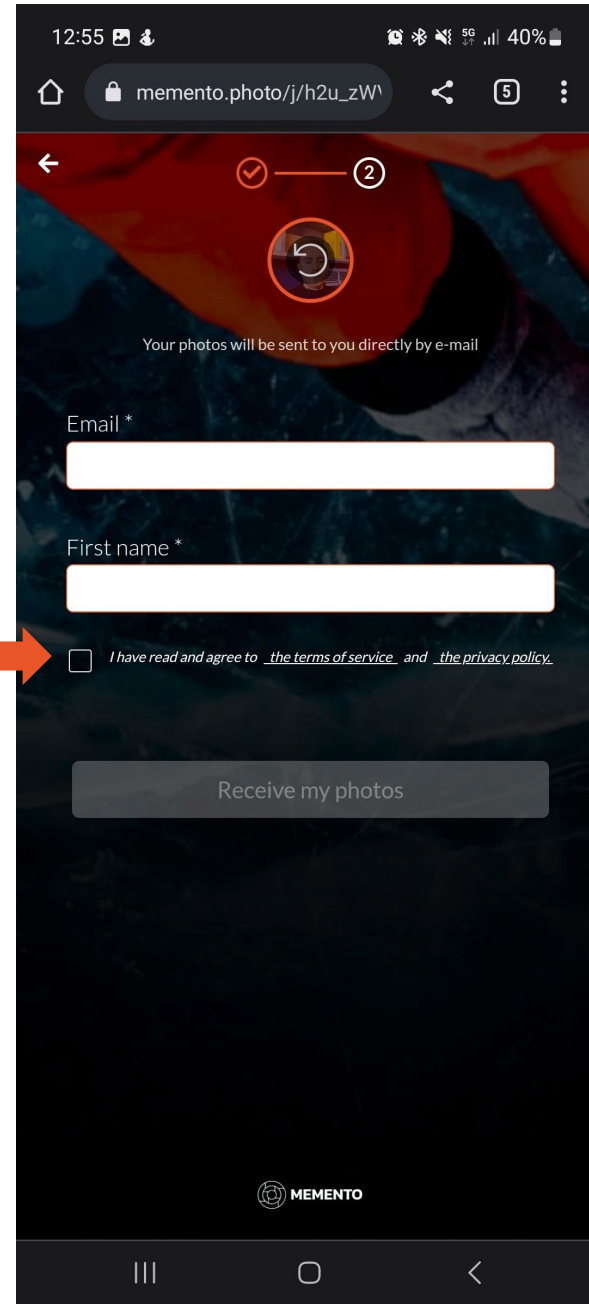 12:55
5G
40%
memento.photo/j/h2u_zW
5
2
Your photos will be sent to you directly by e-mail
Email *
First name *
I have read and agree to the terms of service and the privacy policy.
Receive my photos
MEMENTO